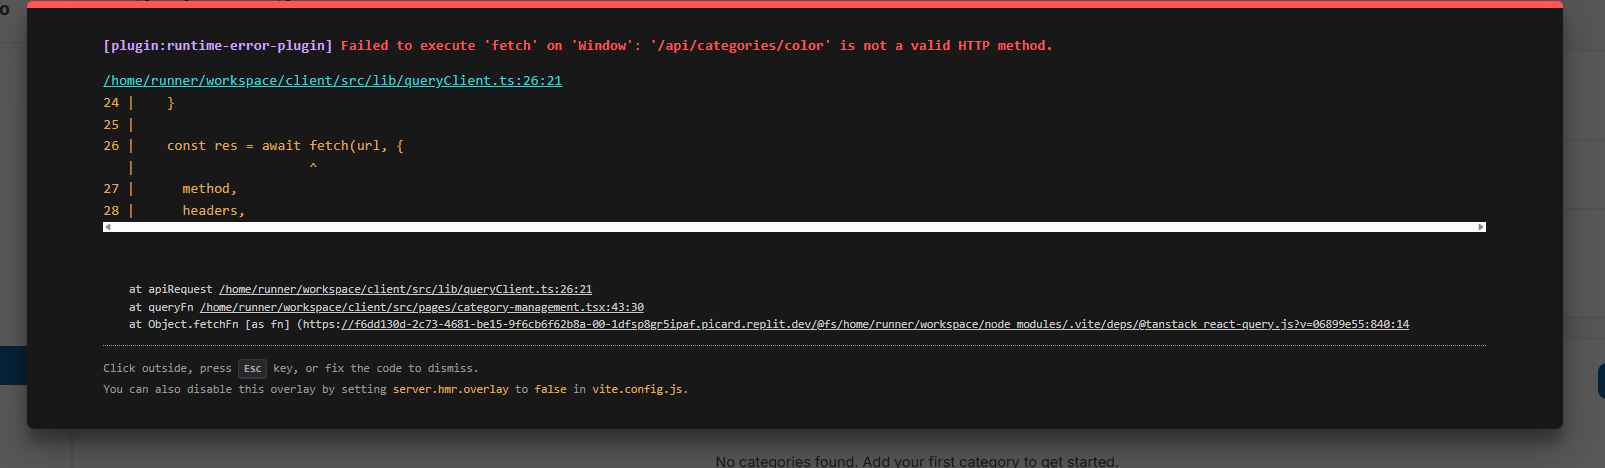 o
[plugin:runtime-error-plugin] Failed to execute 'fetch' on 'Window': '/api/categories/color' is not a valid HTTP method.
/home/runner/workspace/client/src/lib/queryClient.ts:26:21
24 |    }
25 |
26 |    const res = await fetch(url, {
   |                      ^
27 |      method,
28 |      headers,
at apiRequest /home/runner/workspace/client/src/lib/queryClient.ts:26:21
at queryFn /home/runner/workspace/client/src/pages/category-management.tsx:43:30
at Object.fetchFn [as fn] (https://f6dd130d-2c73-4681-be15-9f6cb6f62b8a-00-1dfsp8gr5ipaf.picard.replit.dev/@fs/home/runner/workspace/node_modules/.vite/deps/@tanstack_react-query.js?v=06899e55:840:14
Click outside, press Esc key, or fix the code to dismiss.
You can also disable this overlay by setting server.hmr.overlay to false in vite.config.js.
No categories found. Add your first category to get started.